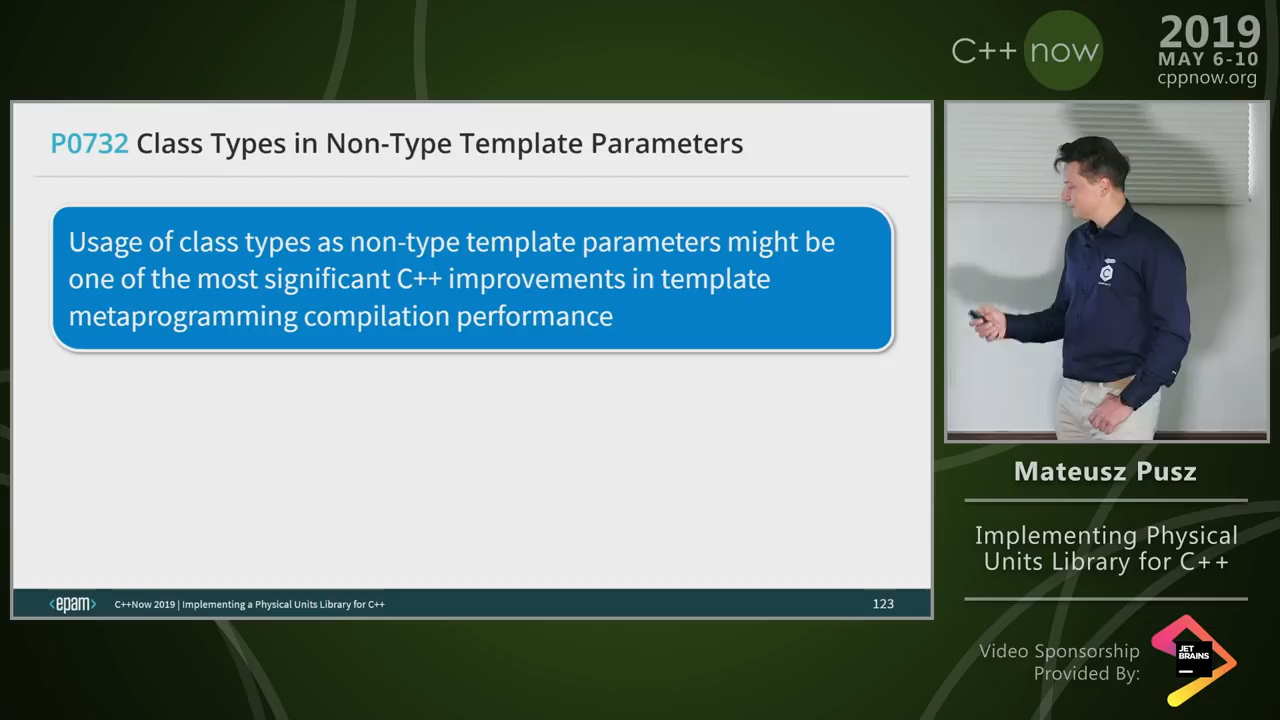 C++ now
2019
MAY 6-10
cppnow.org
P0732 Class Types in Non-Type Template Parameters
Usage of class types as non-type template parameters might be
one of the most significant C++ improvements in template
metaprogramming compilation performance
<epam>
C++Now 2019 | Implementing a Physical Units Library for C++
123
Mateusz Pusz
Implementing Physical
Units Library for C++
Video Sponsorship
Provided By:
JET
BRAINS